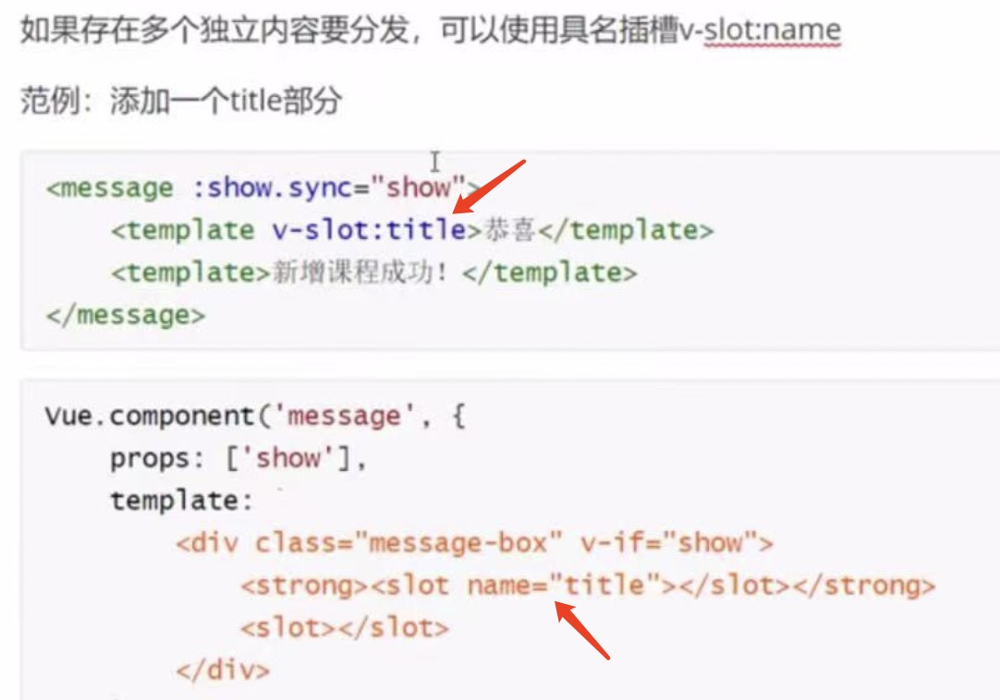 如果存在多个独立内容要分发，可以使用具名插槽v-slot:name
范例：添加一个title部分
<message :show.sync="show">
<template v-slot:title>恭喜</template>
<template>新增课程成功！</template>
</message>
Vue.component('message', {
props: ['show'],
template:
<div class="message-box" v-if="show">
<strong><slot name="title"></slot></strong>
<slot></slot>
</div>